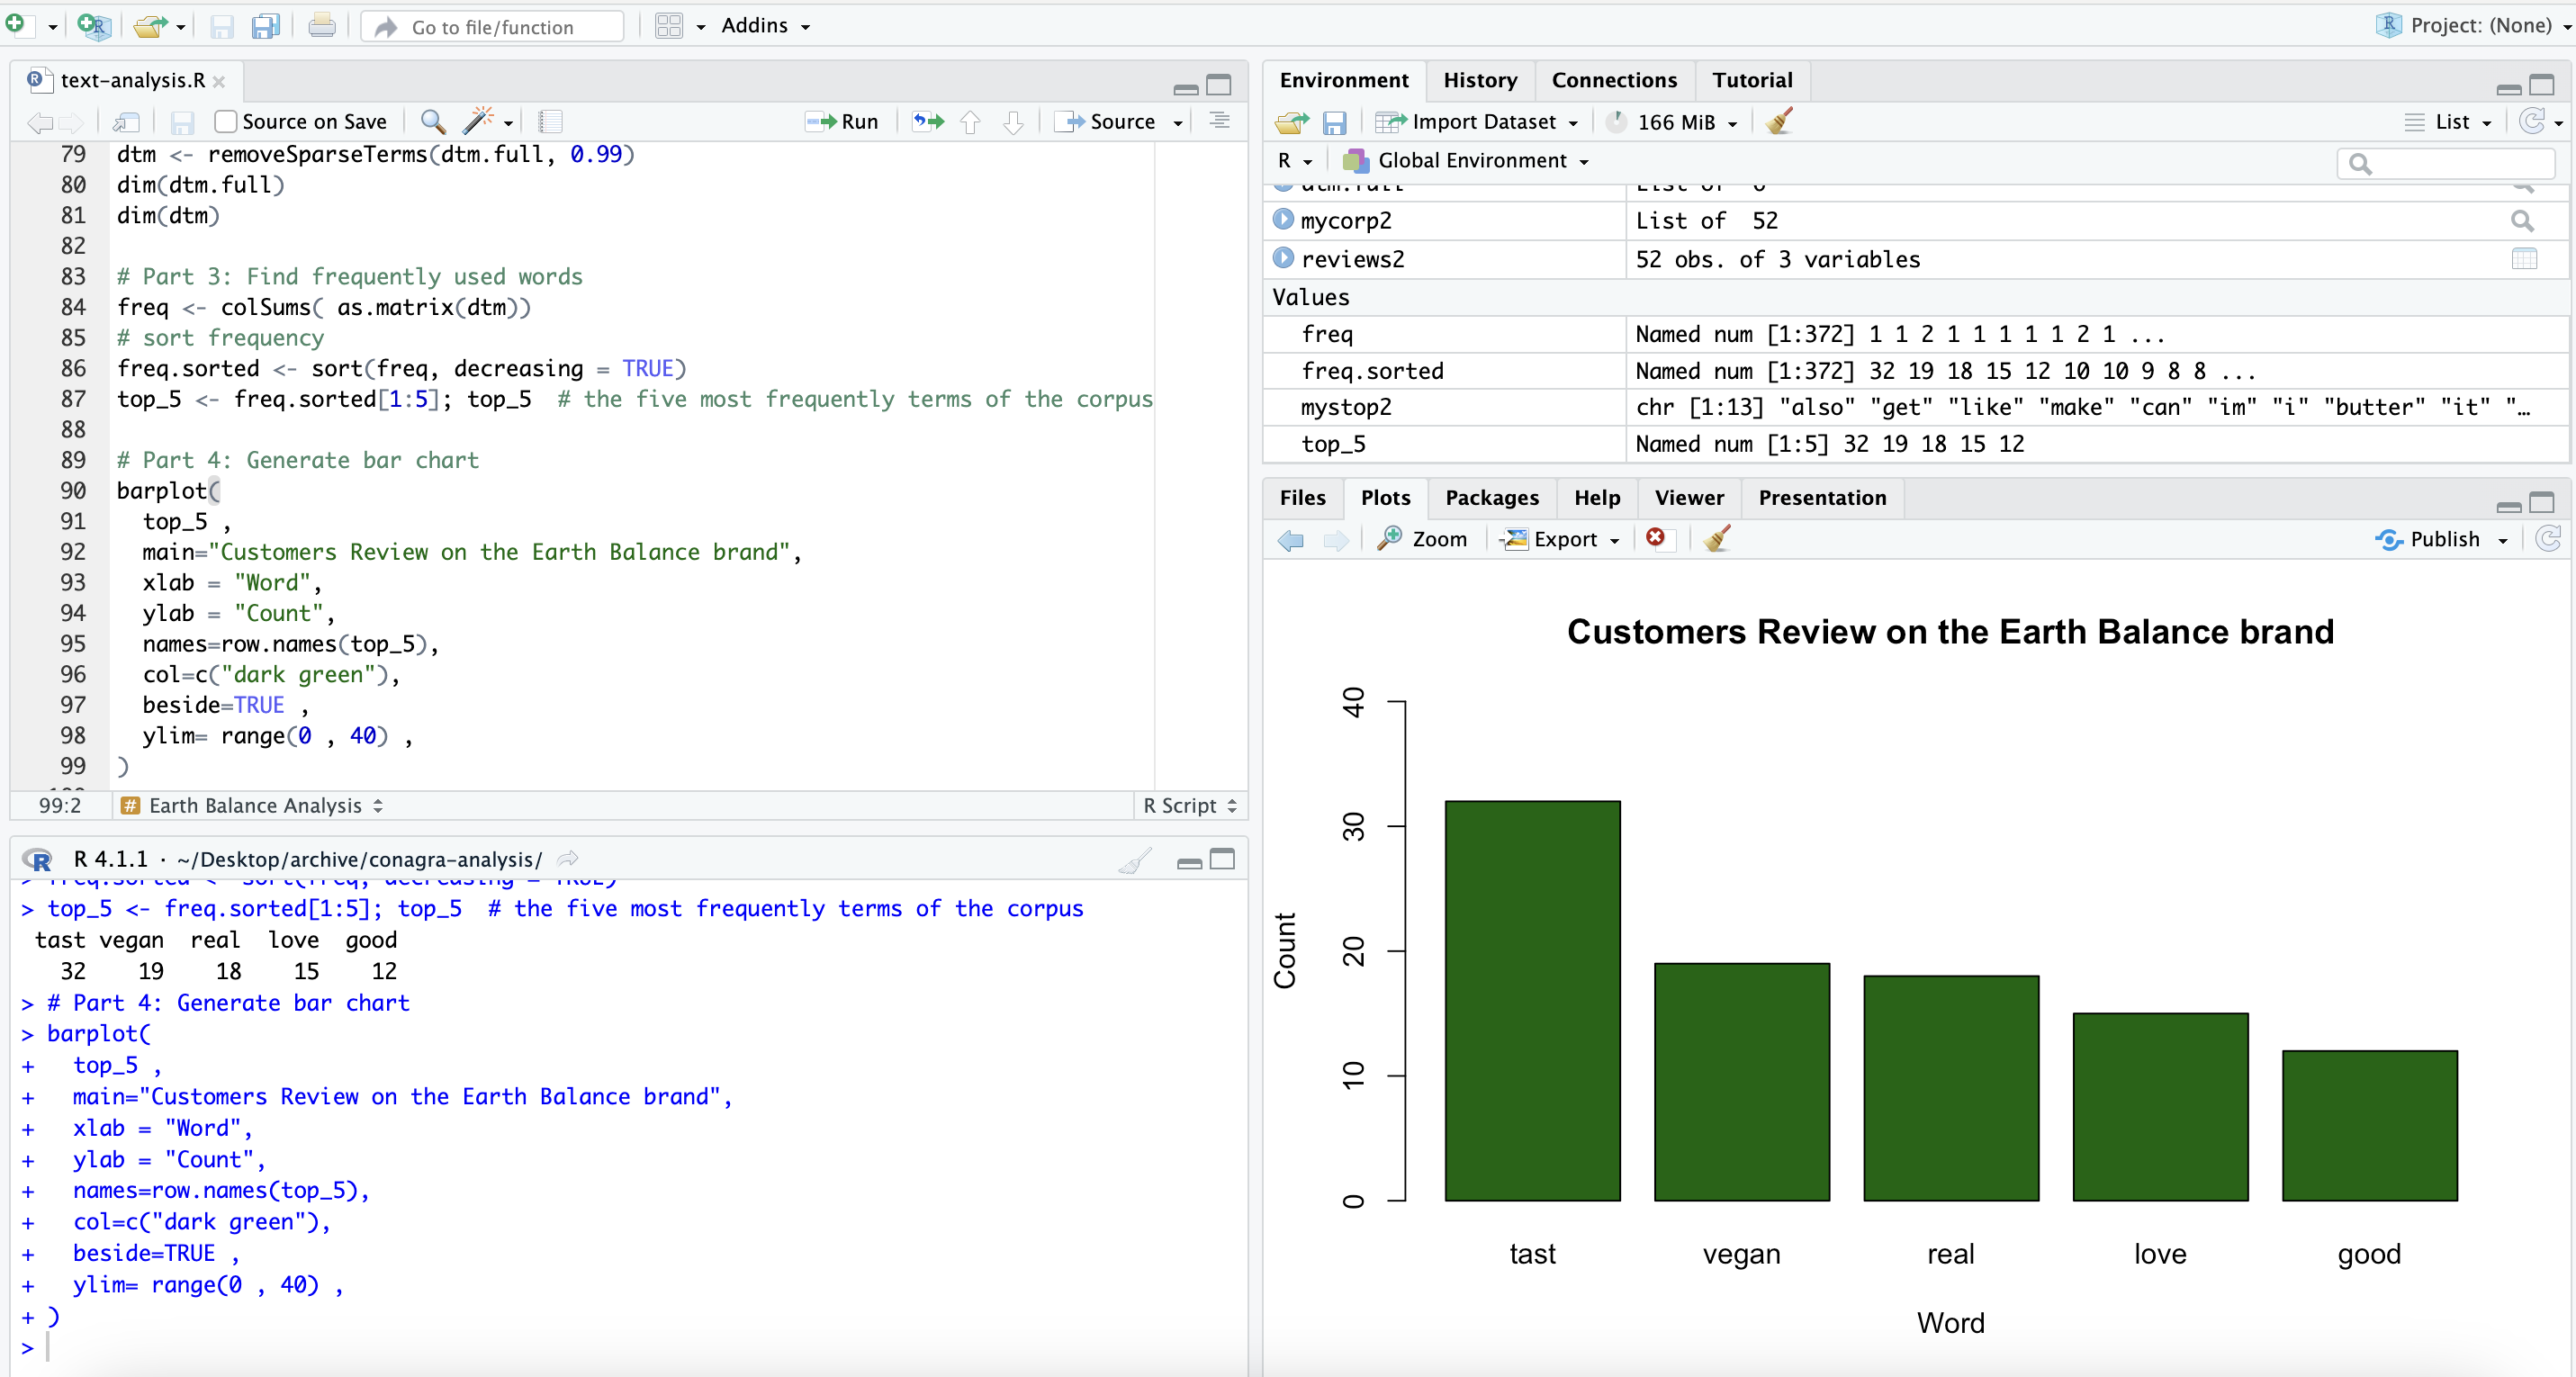 Go to file/function
Addins
Project: (None)
text-analysis.R
Source on Save
Run
Source
79 dtm <- removeSparseTerms(dtm.full, 0.99)
80 dim(dtm.full)
81 dim(dtm)
82
83 # Part 3: Find frequently used words
84 freq <- colSums( as.matrix(dtm))
85 # sort frequency
86 freq.sorted <- sort(freq, decreasing = TRUE)
87 top_5 <- freq.sorted[1:5]; top_5  # the five most frequently terms of the corpus
88
89 # Part 4: Generate bar chart
90 barplot(
91   top_5 ,
92   main="Customers Review on the Earth Balance brand",
93   xlab = "Word",
94   ylab = "Count",
95   names=row.names(top_5),
96   col=c("dark green"),
97   beside=TRUE ,
98   ylim= range(0 , 40) ,
99 )
99:2
# Earth Balance Analysis
R Script
R 4.1.1 · ~/Desktop/archive/conagra-analysis/
> freq.sorted <- sort(freq, decreasing = TRUE)
> top_5 <- freq.sorted[1:5]; top_5  # the five most frequently terms of the corpus
tast vegan real love good
32 19 18 15 12
> # Part 4: Generate bar chart
> barplot(
+   top_5 ,
+   main="Customers Review on the Earth Balance brand",
+   xlab = "Word",
+   ylab = "Count",
+   names=row.names(top_5),
+   col=c("dark green"),
+   beside=TRUE ,
+   ylim= range(0 , 40) ,
+ )
>
Environment History Connections Tutorial
Import Dataset
166 MiB
List
R
Global Environment
dtm.full List of 6
mycorp2 List of 52
reviews2 52 obs. of 3 variables
Values
freq Named num [1:372] 1 1 2 1 1 1 1 1 2 1 ...
freq.sorted Named num [1:372] 32 19 18 15 12 10 10 9 8 8 ...
mystop2 chr [1:13] "also" "get" "like" "make" "can" "im" "i" "butter" "it" "…
top_5 Named num [1:5] 32 19 18 15 12
Files Plots Packages Help Viewer Presentation
Zoom
Export
Publish
Customers Review on the Earth Balance brand
Count
40
30
20
10
0
tast vegan real love good
Word